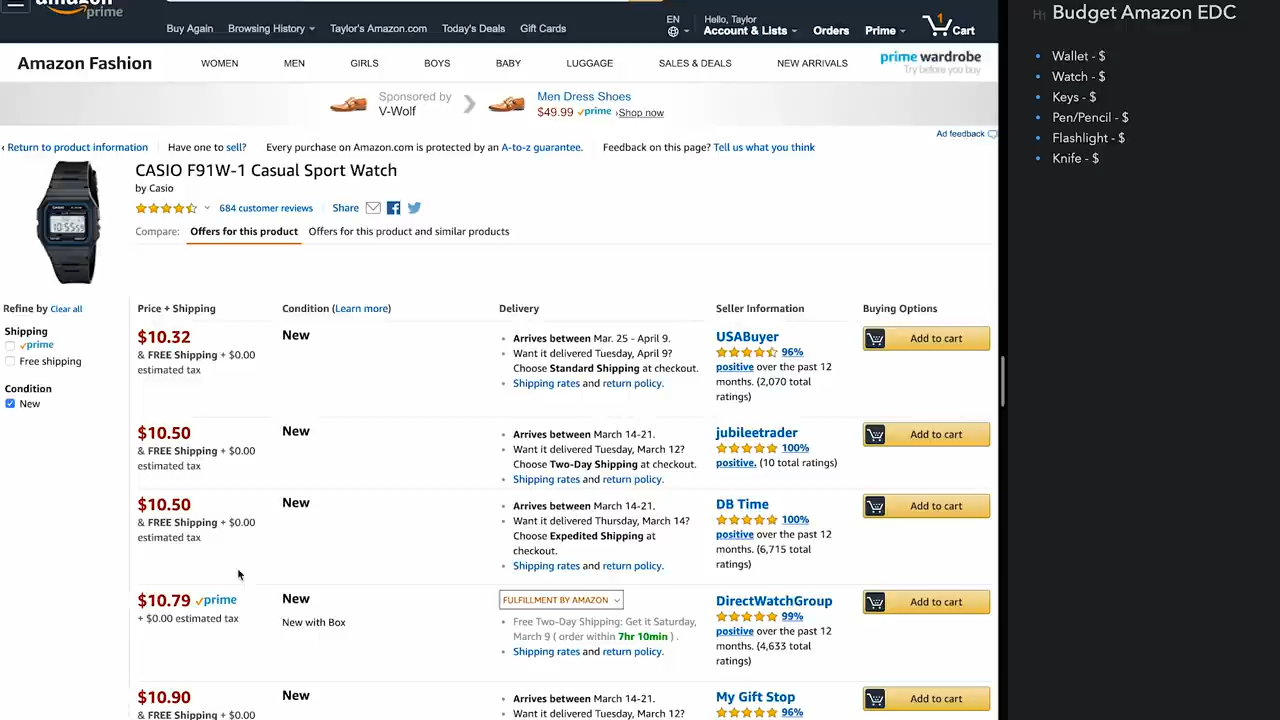 amazon
prime
Buy Again
Browsing History
Taylor's Amazon.com
Today's Deals
Gift Cards
EN
Hello, Taylor
Account & Lists
Orders
Prime
1
Cart
Amazon Fashion
WOMEN
MEN
GIRLS
BOYS
BABY
LUGGAGE
SALES & DEALS
NEW ARRIVALS
prime wardrobe
Try before you buy
Sponsored by
V-Wolf
Men Dress Shoes
$49.99 prime ›Shop now
Ad feedback
‹ Return to product information
Have one to sell?
Every purchase on Amazon.com is protected by an A-to-z guarantee.
Feedback on this page? Tell us what you think
CASIO F91W-1 Casual Sport Watch
by Casio
684 customer reviews
Share
Compare:
Offers for this product
Offers for this product and similar products
Refine by Clear all
Shipping
prime
Free shipping
Condition
New
Price + Shipping
Condition (Learn more)
Delivery
Seller Information
Buying Options
$10.32
& FREE Shipping + $0.00
estimated tax
New
• Arrives between Mar. 25 - April 9.
• Want it delivered Tuesday, April 9?
Choose Standard Shipping at checkout.
• Shipping rates and return policy.
USABuyer
96%
positive over the past 12
months. (2,070 total
ratings)
Add to cart
$10.50
& FREE Shipping + $0.00
estimated tax
New
• Arrives between March 14-21.
• Want it delivered Tuesday, March 12?
Choose Two-Day Shipping at checkout.
• Shipping rates and return policy.
jubileetrader
100%
positive. (10 total ratings)
Add to cart
$10.50
& FREE Shipping + $0.00
estimated tax
New
• Arrives between March 14-21.
• Want it delivered Thursday, March 14?
Choose Expedited Shipping at
checkout.
• Shipping rates and return policy.
DB Time
100%
positive over the past 12
months. (6,715 total
ratings)
Add to cart
$10.79 prime
+ $0.00 estimated tax
New
New with Box
FULFILLMENT BY AMAZON
• Free Two-Day Shipping: Get it Saturday,
March 9 ( order within 7hr 10min ) .
• Shipping rates and return policy.
DirectWatchGroup
99%
positive over the past 12
months. (4,633 total
ratings)
Add to cart
$10.90
& FREE Shipping + $0.00
New
• Arrives between March 14-21.
• Want it delivered Tuesday, March 12?
My Gift Stop
96%
Add to cart
H1 Budget Amazon EDC
• Wallet - $
• Watch - $
• Keys - $
• Pen/Pencil - $
• Flashlight - $
• Knife - $